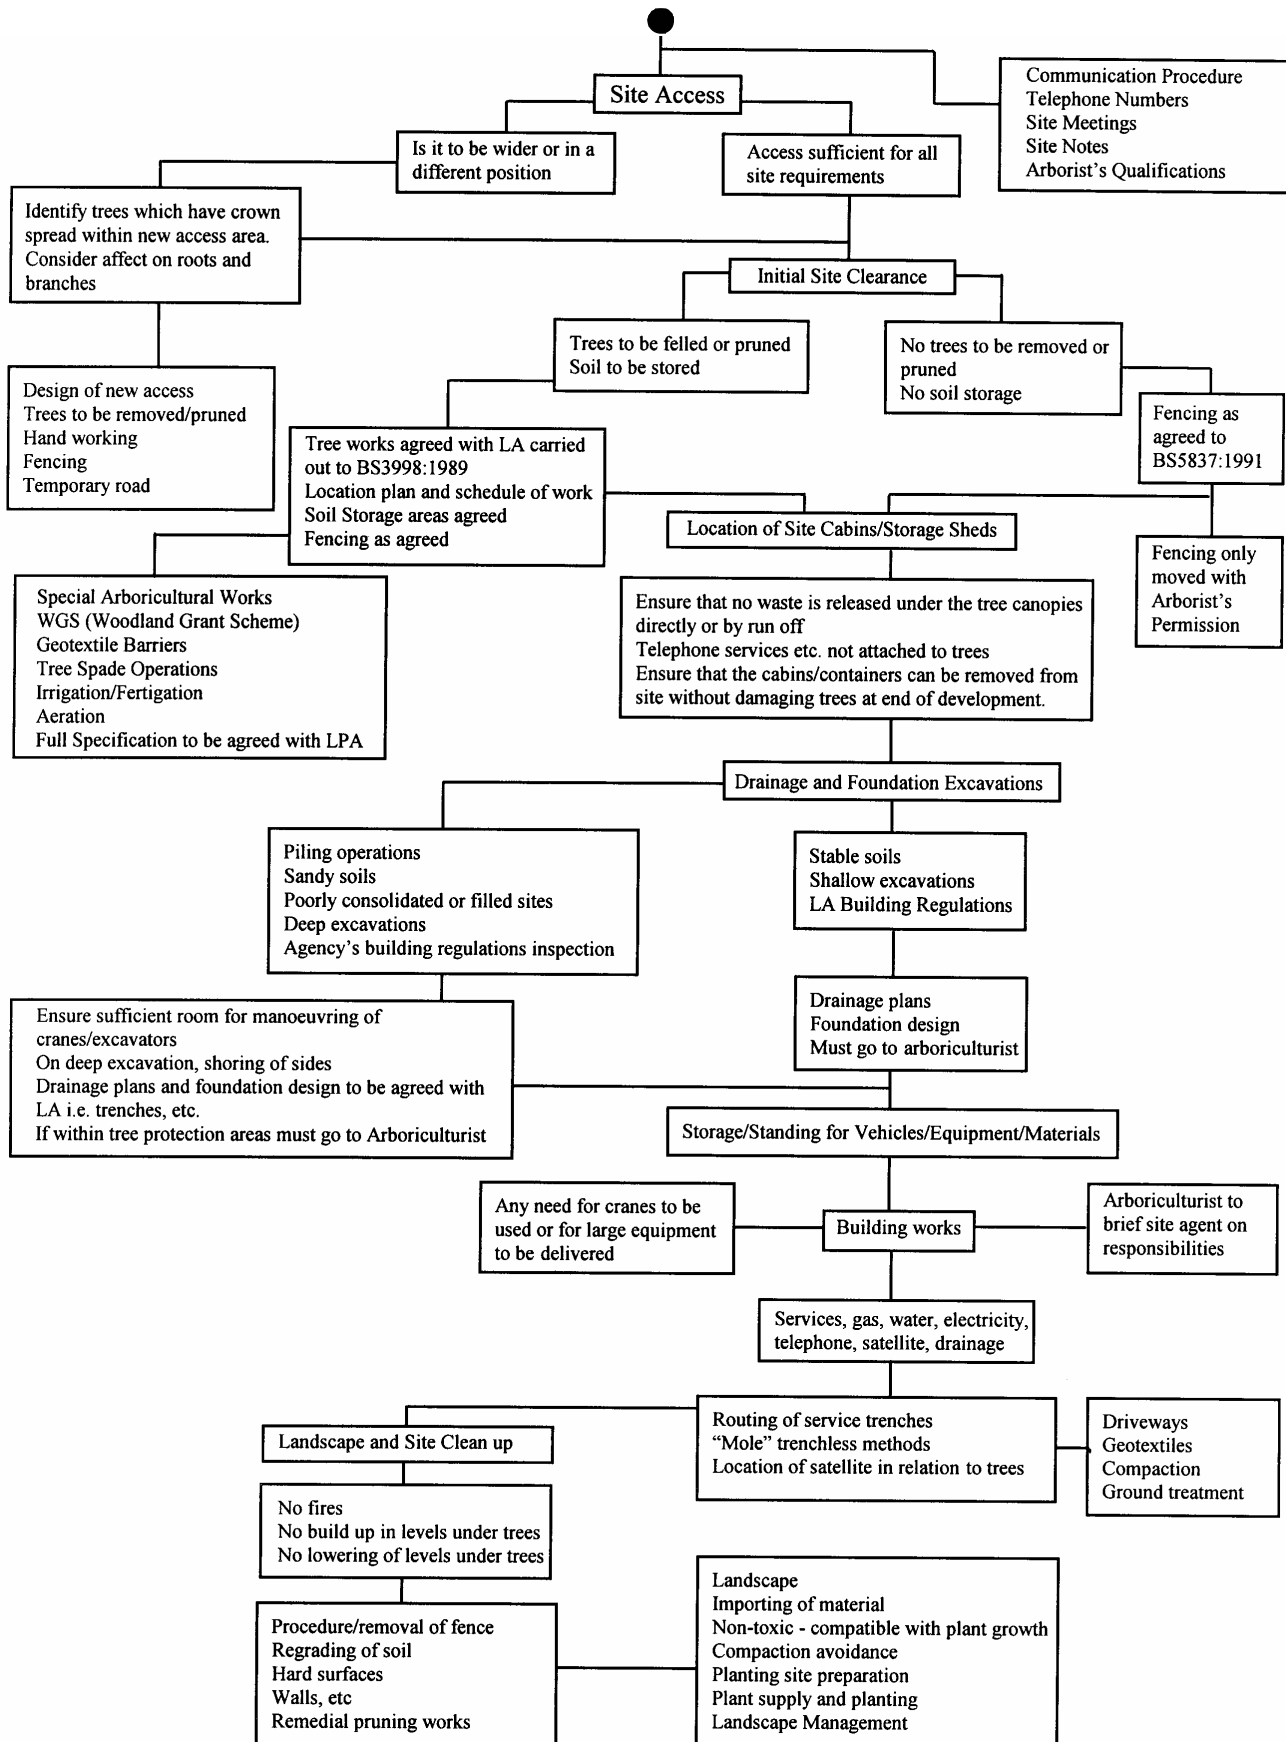 Communication Procedure
Telephone Numbers
Site Meetings
Site Notes
Arborist's Qualifications
Site Access
Is it to be wider or in a
different position
Access sufficient for all
site requirements
Identify trees which have crown
spread within new access area.
Consider affect on roots and
branches
Initial Site Clearance
Trees to be felled or pruned
Soil to be stored
No trees to be removed or
pruned
No soil storage
Design of new access
Trees to be removed/pruned
Hand working
Fencing
Temporary road
Fencing as
agreed to
BS5837:1991
Tree works agreed with LA carried
out to BS3998:1989
Location plan and schedule of work
Soil Storage areas agreed
Fencing as agreed
Location of Site Cabins/Storage Sheds
Fencing only
moved with
Arborist's
Permission
Special Arboricultural Works
WGS (Woodland Grant Scheme)
Geotextile Barriers
Tree Spade Operations
Irrigation/Fertigation
Aeration
Full Specification to be agreed with LPA
Ensure that no waste is released under the tree canopies
directly or by run off
Telephone services etc. not attached to trees
Ensure that the cabins/containers can be removed from
site without damaging trees at end of development.
Drainage and Foundation Excavations
Piling operations
Sandy soils
Poorly consolidated or filled sites
Deep excavations
Agency's building regulations inspection
Stable soils
Shallow excavations
LA Building Regulations
Drainage plans
Foundation design
Must go to arboriculturist
Ensure sufficient room for manoeuvring of
cranes/excavators
On deep excavation, shoring of sides
Drainage plans and foundation design to be agreed with
LA i.e. trenches, etc.
If within tree protection areas must go to Arboriculturist
Storage/Standing for Vehicles/Equipment/Materials
Any need for cranes to be
used or for large equipment
to be delivered
Building works
Arboriculturist to
brief site agent on
responsibilities
Services, gas, water, electricity,
telephone, satellite, drainage
Routing of service trenches
“Mole” trenchless methods
Location of satellite in relation to trees
Driveways
Geotextiles
Compaction
Ground treatment
Landscape and Site Clean up
No fires
No build up in levels under trees
No lowering of levels under trees
Procedure/removal of fence
Regrading of soil
Hard surfaces
Walls, etc
Remedial pruning works
Landscape
Importing of material
Non-toxic - compatible with plant growth
Compaction avoidance
Planting site preparation
Plant supply and planting
Landscape Management